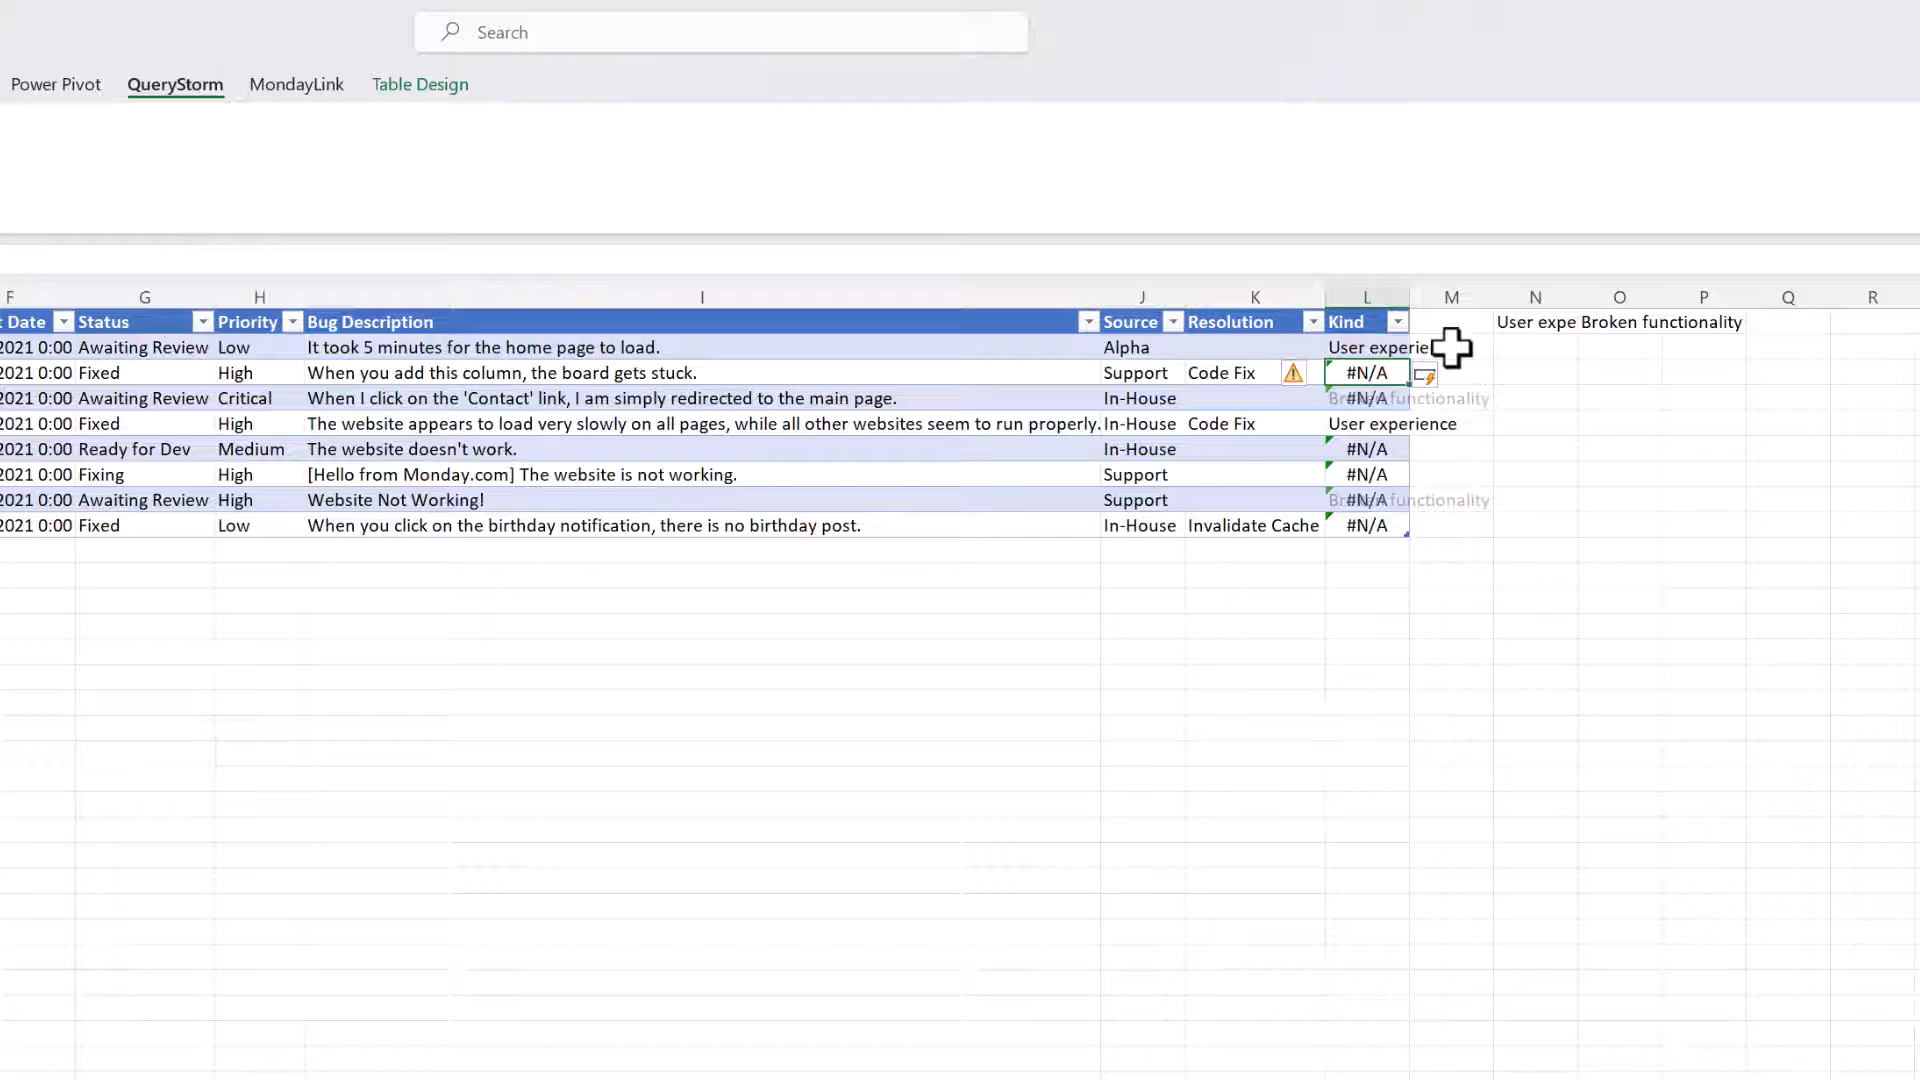 Search
Power Pivot QueryStorm MondayLink Table Design
F G H I J K L M N O P Q R
t Date Status Priority Bug Description Source Resolution Kind User expe Broken functionality
2021 0:00 Awaiting Review Low It took 5 minutes for the home page to load. Alpha User experie
2021 0:00 Fixed High When you add this column, the board gets stuck. Support Code Fix #N/A
2021 0:00 Awaiting Review Critical When I click on the 'Contact' link, I am simply redirected to the main page. In-House #N/A Broken functionality
2021 0:00 Fixed High The website appears to load very slowly on all pages, while all other websites seem to run properly. In-House Code Fix User experience
2021 0:00 Ready for Dev Medium The website doesn't work. In-House #N/A
2021 0:00 Fixing High [Hello from Monday.com] The website is not working. Support #N/A
2021 0:00 Awaiting Review High Website Not Working! Support #N/A Broken functionality
2021 0:00 Fixed Low When you click on the birthday notification, there is no birthday post. In-House Invalidate Cache #N/A